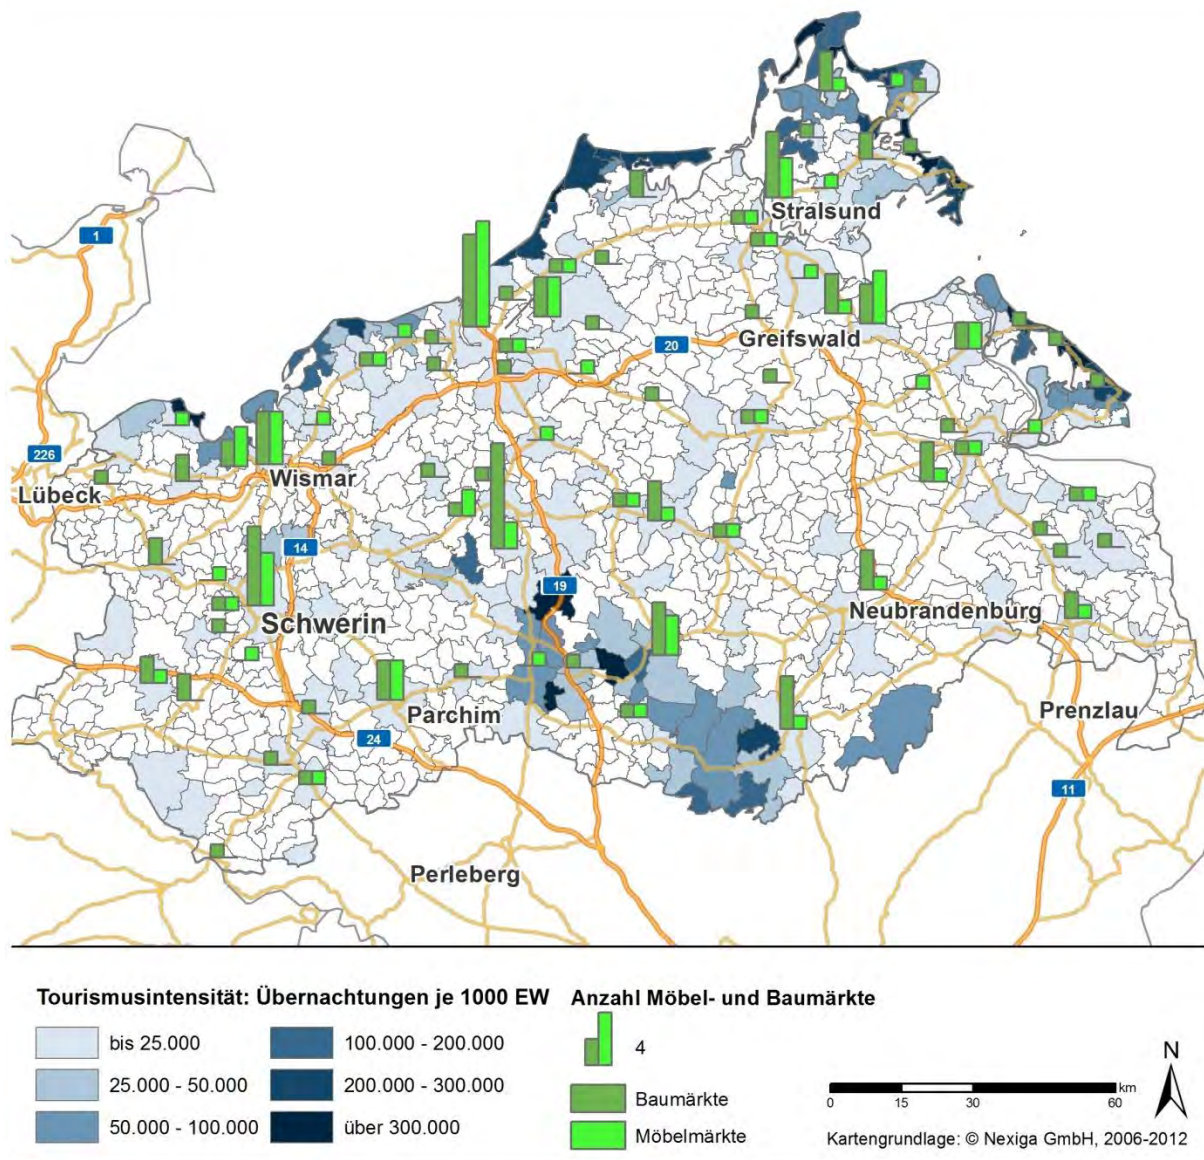 1
Stralsund
20
Greifswald
226
Lübeck
Wismar
14
19
Neubrandenburg
Schwerin
Parchim
Prenzlau
24
11
Perleberg
Tourismusintensität: Übernachtungen je 1000 EW
bis 25.000
25.000 - 50.000
50.000 - 100.000
100.000 - 200.000
200.000 - 300.000
über 300.000
Anzahl Möbel- und Baumärkte
4
Baumärkte
Möbelmärkte
N
km
0 15 30 60
Kartengrundlage: © Nexiga GmbH, 2006-2012